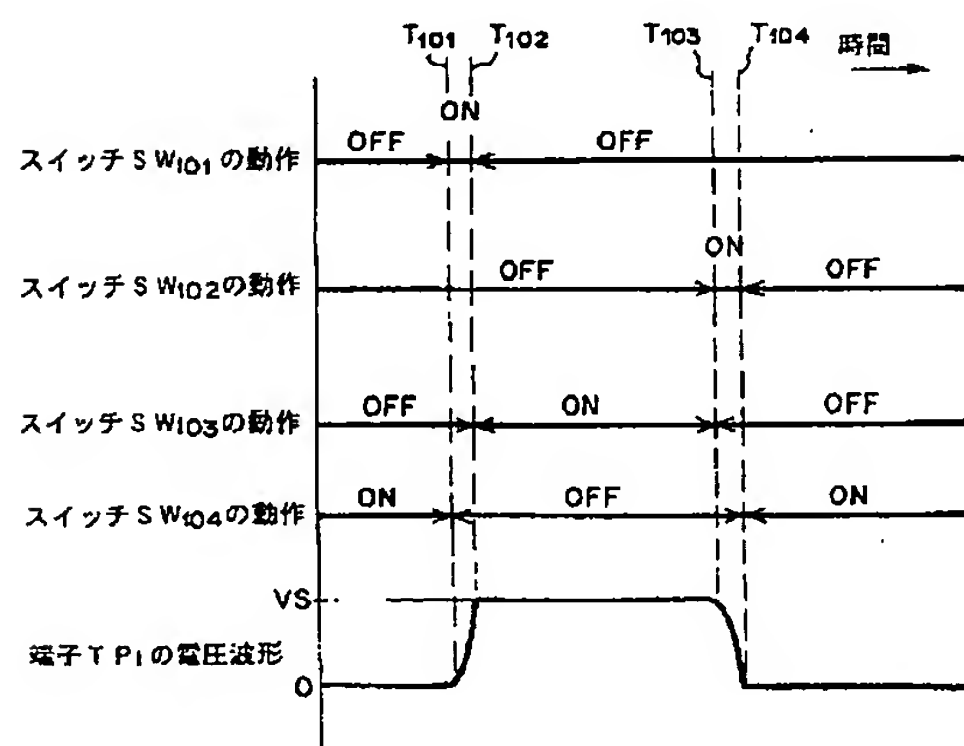 T101 T102 T103 T104 時間
ON
スイッチSW101の動作 OFF OFF
ON
スイッチSW102の動作 OFF OFF
スイッチSW103の動作 OFF ON OFF
スイッチSW104の動作 ON OFF ON
VS
端子TPiの電圧波形
0